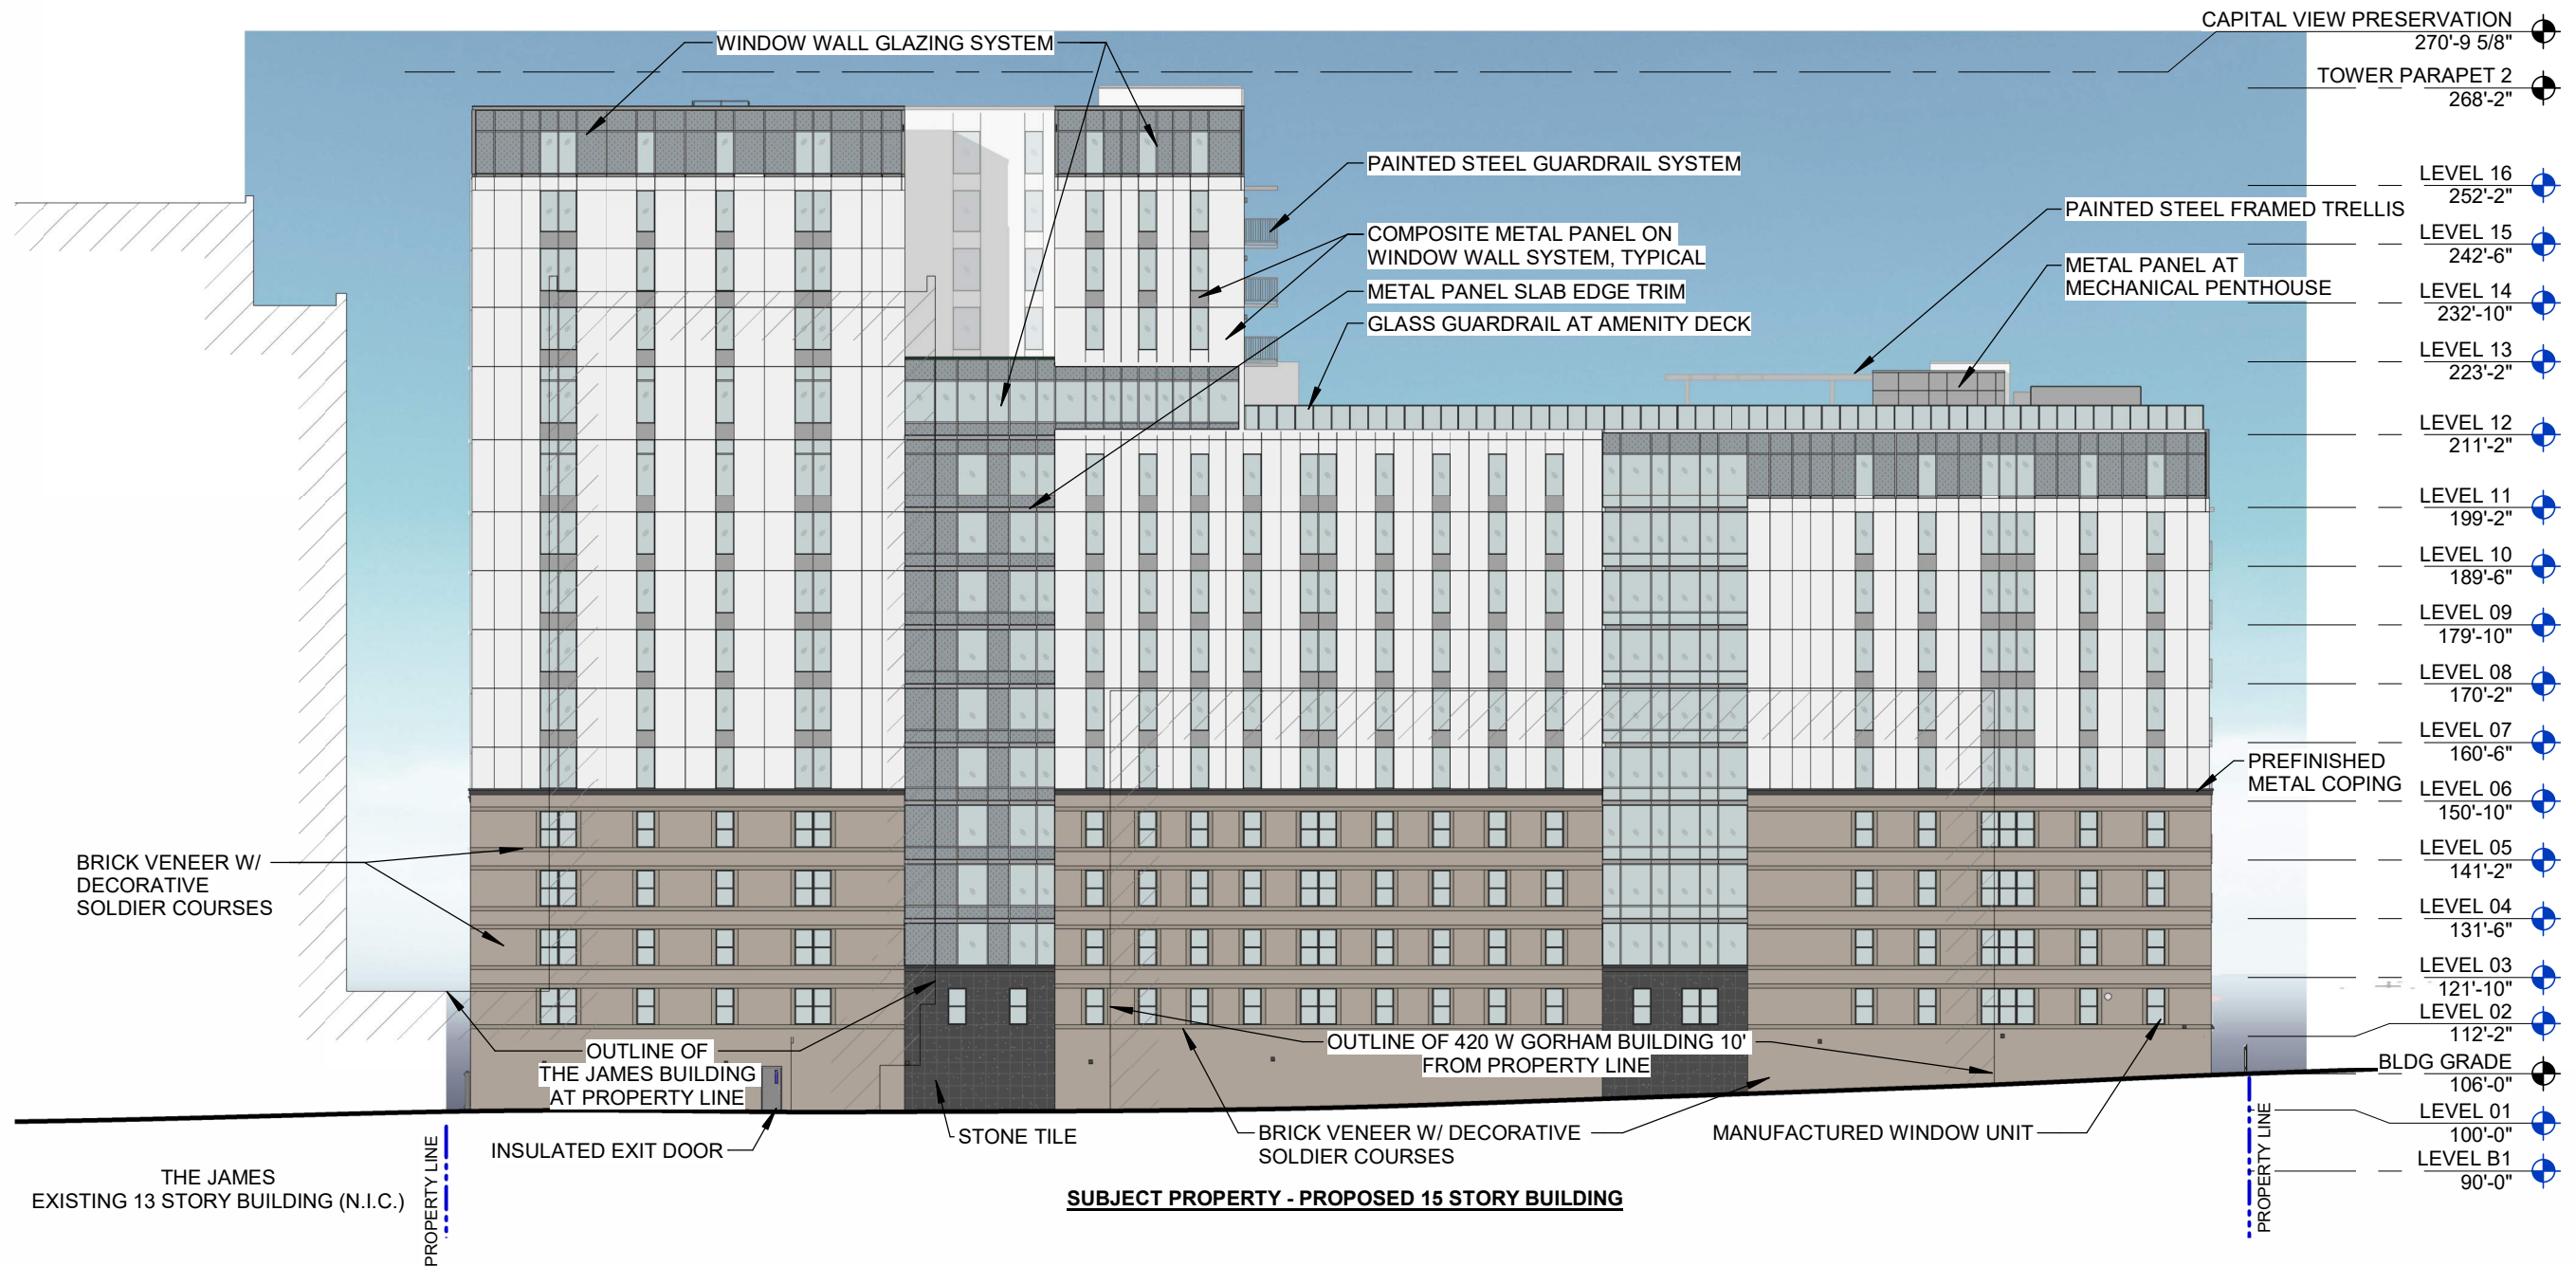 CAPITAL VIEW PRESERVATION
270'-9 5/8"
WINDOW WALL GLAZING SYSTEM
TOWER PARAPET 2
268'-2"
PAINTED STEEL GUARDRAIL SYSTEM
LEVEL 16
252'-2"
PAINTED STEEL FRAMED TRELLIS
COMPOSITE METAL PANEL ON
WINDOW WALL SYSTEM, TYPICAL
LEVEL 15
242'-6"
METAL PANEL AT
MECHANICAL PENTHOUSE
METAL PANEL SLAB EDGE TRIM
LEVEL 14
232'-10"
GLASS GUARDRAIL AT AMENITY DECK
LEVEL 13
223'-2"
LEVEL 12
211'-2"
LEVEL 11
199'-2"
LEVEL 10
189'-6"
LEVEL 09
179'-10"
LEVEL 08
170'-2"
LEVEL 07
160'-6"
PREFINISHED
METAL COPING
LEVEL 06
150'-10"
BRICK VENEER W/
DECORATIVE
SOLDIER COURSES
LEVEL 05
141'-2"
LEVEL 04
131'-6"
LEVEL 03
121'-10"
LEVEL 02
112'-2"
OUTLINE OF
THE JAMES BUILDING
AT PROPERTY LINE
OUTLINE OF 420 W GORHAM BUILDING 10'
FROM PROPERTY LINE
BLDG GRADE
106'-0"
LEVEL 01
100'-0"
INSULATED EXIT DOOR
STONE TILE
BRICK VENEER W/ DECORATIVE
SOLDIER COURSES
MANUFACTURED WINDOW UNIT
LEVEL B1
90'-0"
THE JAMES
EXISTING 13 STORY BUILDING (N.I.C.)
PROPERTY LINE
SUBJECT PROPERTY - PROPOSED 15 STORY BUILDING
PROPERTY LINE